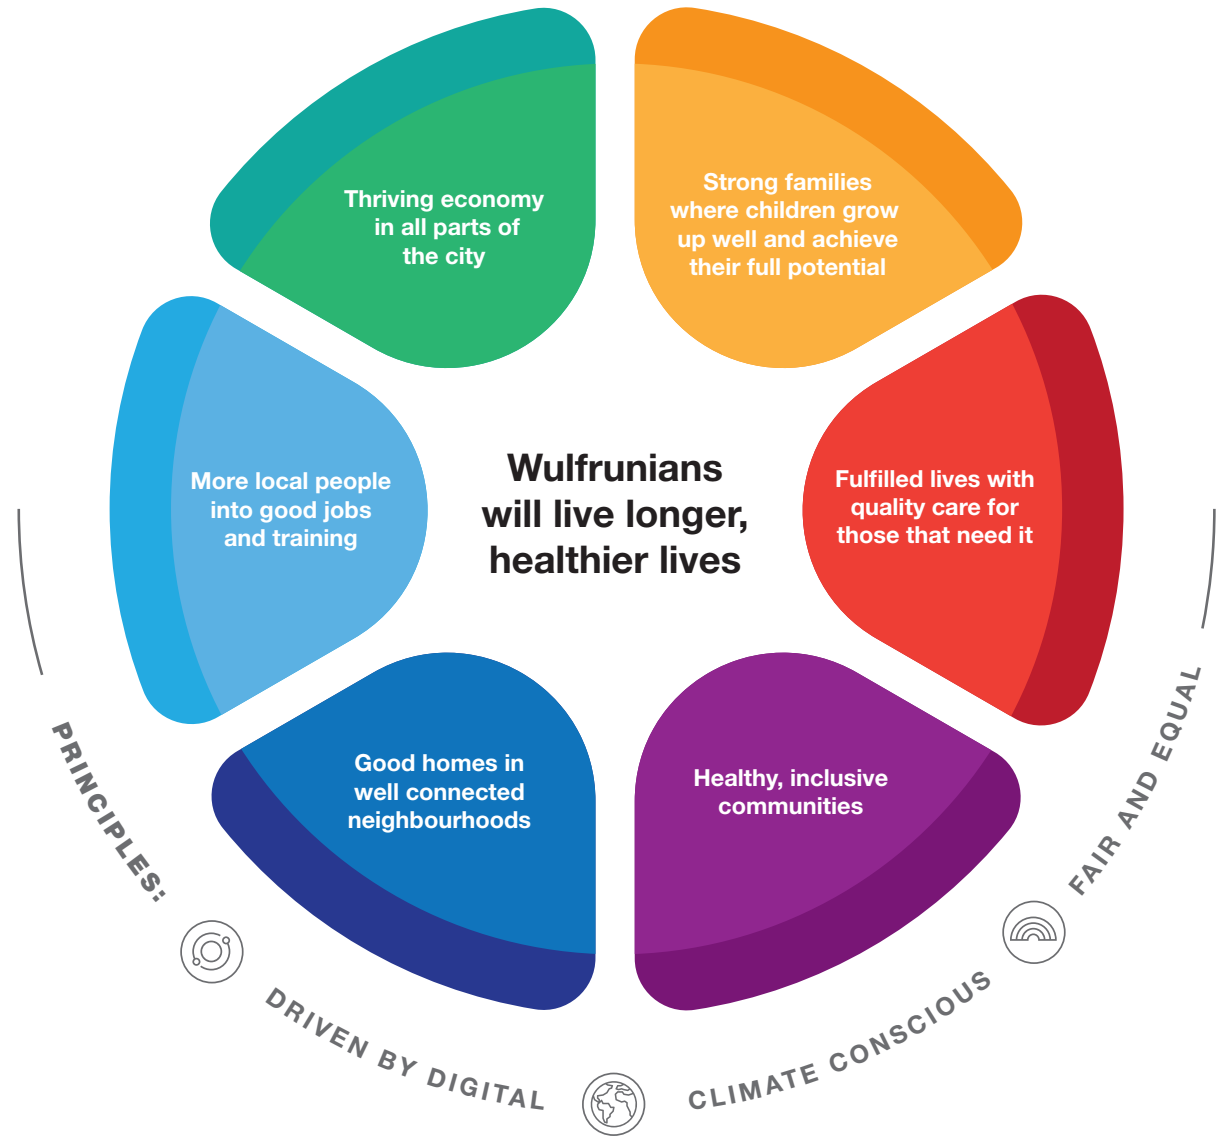 Thriving economy
in all parts of
the city
Strong families
where children grow
up well and achieve
their full potential
More local people
into good jobs
and training
Wulfrunians
will live longer,
healthier lives
Fulfilled lives with
quality care for
those that need it
Good homes in
well connected
neighbourhoods
Healthy, inclusive
communities
PRINCIPLES:
DRIVEN BY DIGITAL
CLIMATE CONSCIOUS
FAIR AND EQUAL